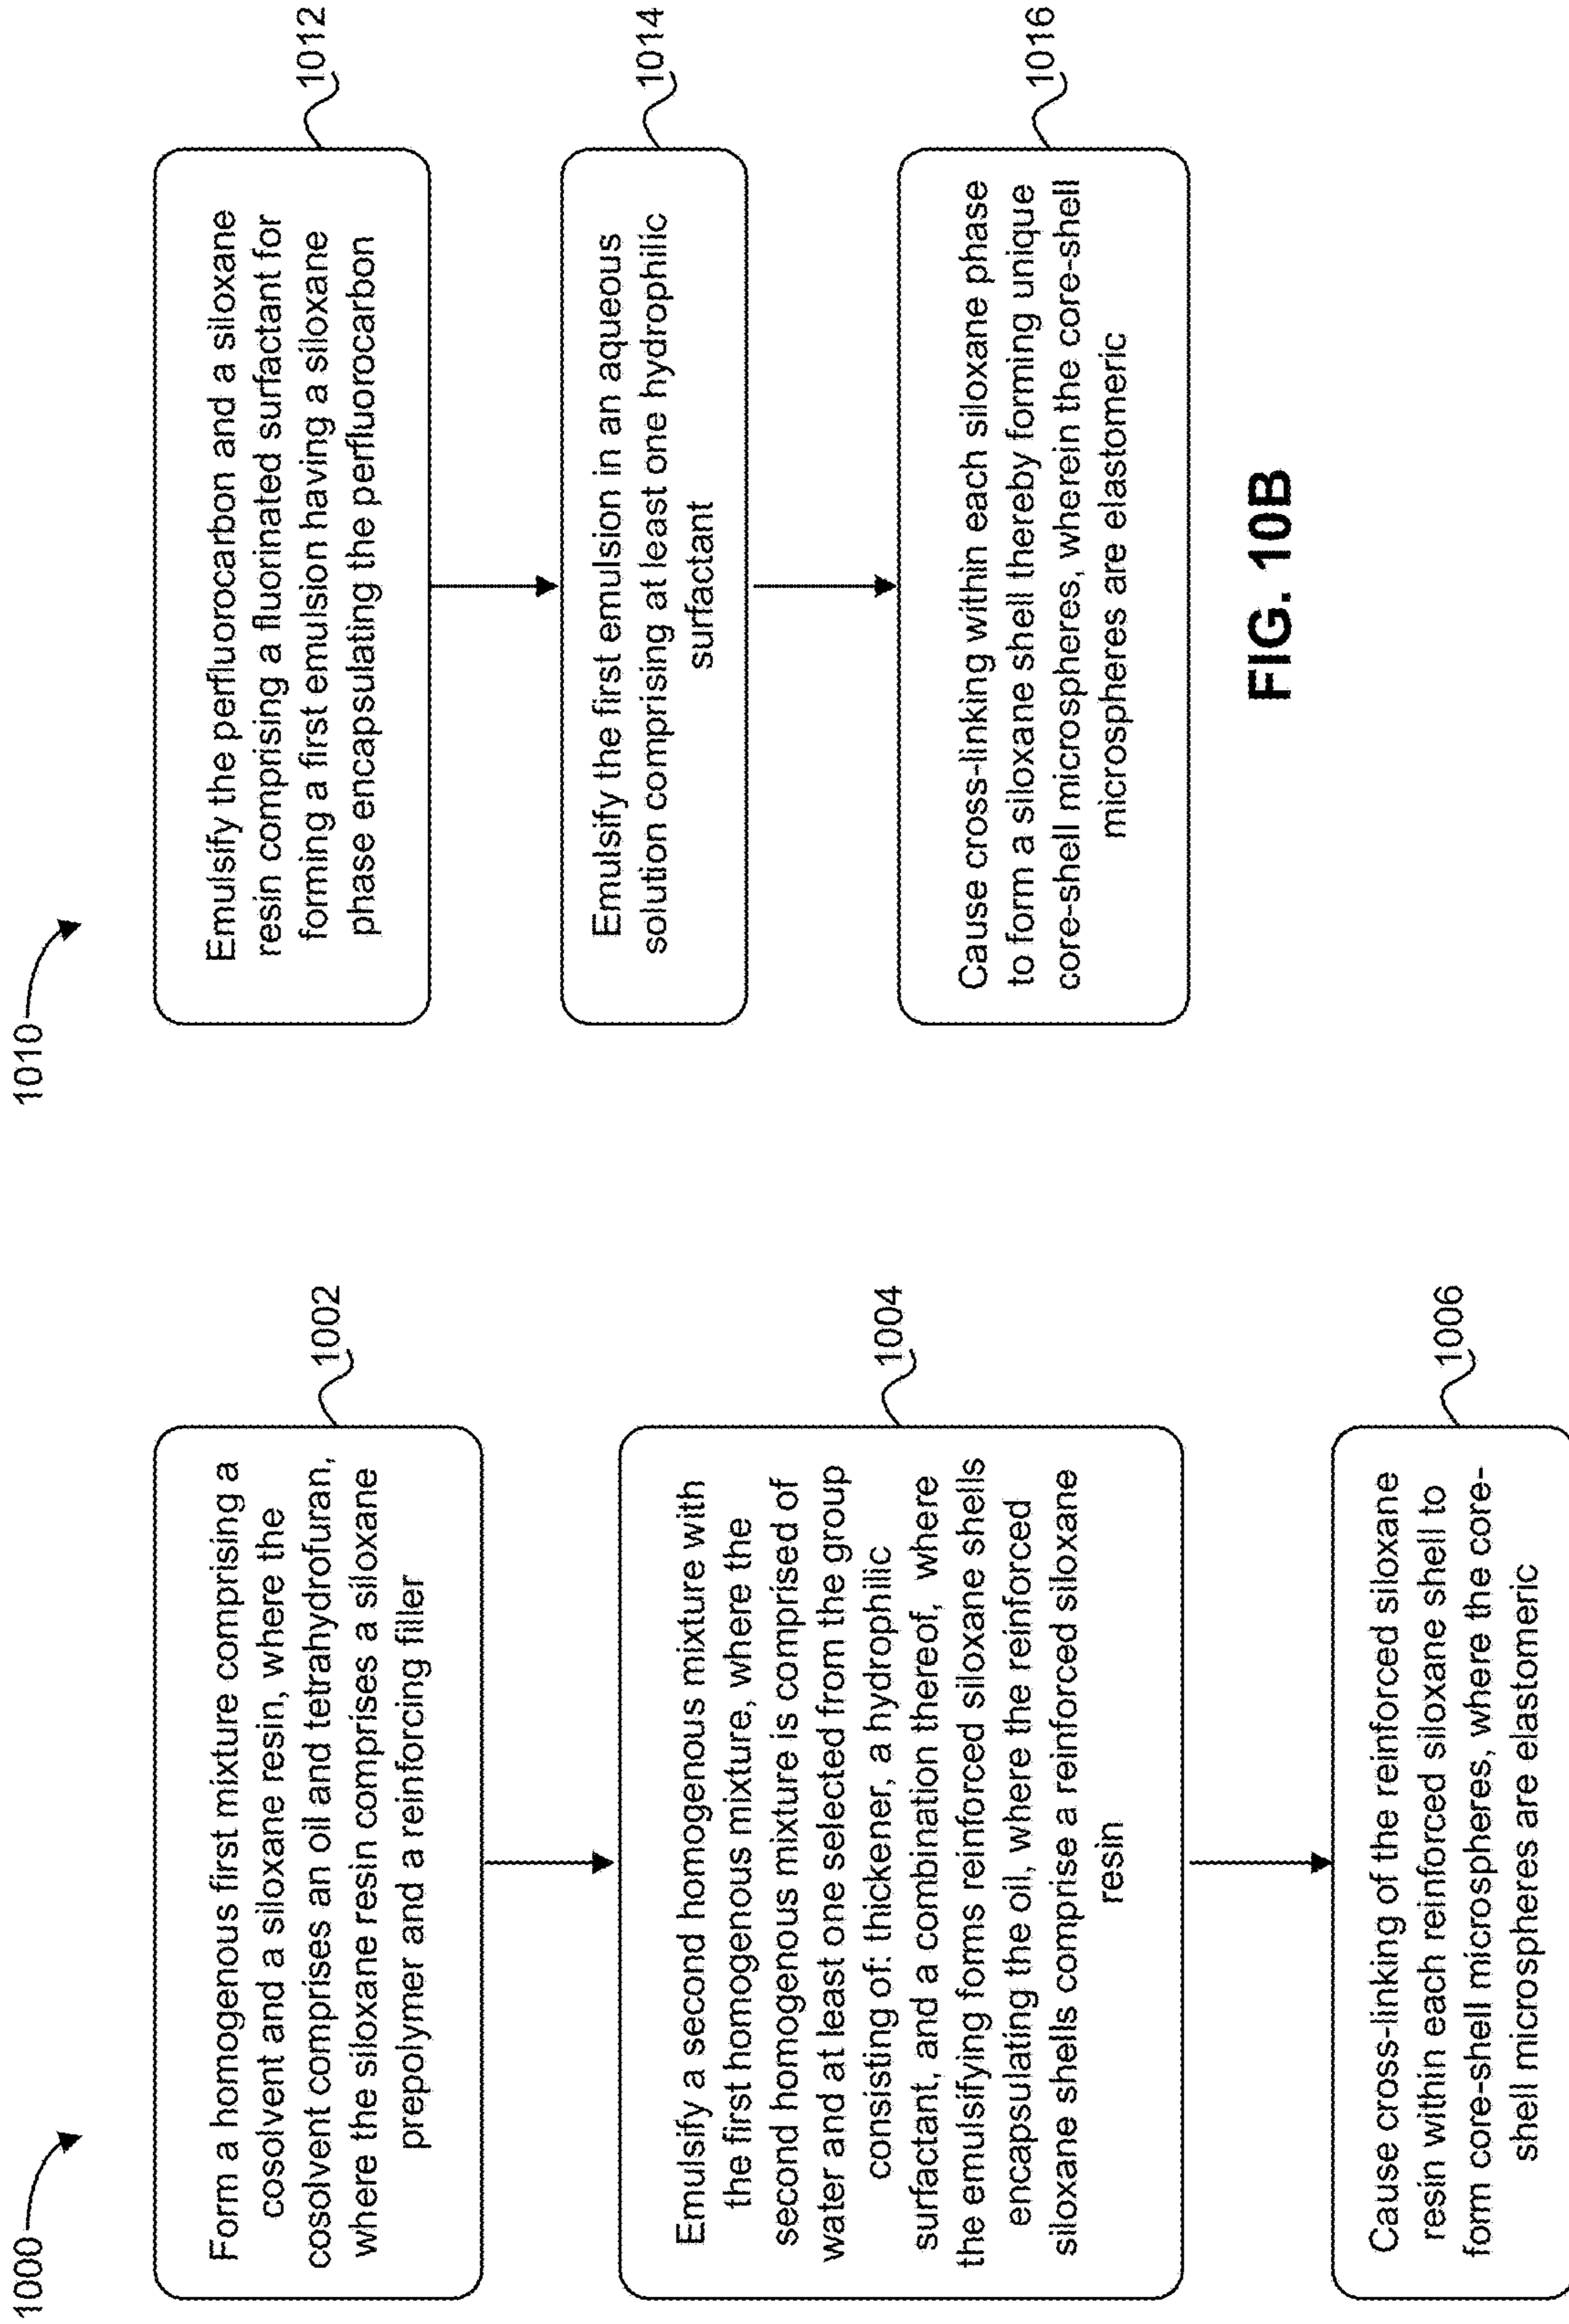 1000
Form a homogenous first mixture comprising a
cosolvent and a siloxane resin, where the
cosolvent comprises an oil and tetrahydrofuran,
where the siloxane resin comprises a siloxane
prepolymer and a reinforcing filler
1002
Emulsify a second homogenous mixture with
the first homogenous mixture, where the
second homogenous mixture is comprised of
water and at least one selected from the group
consisting of: thickener, a hydrophilic
surfactant, and a combination thereof, where
the emulsifying forms reinforced siloxane shells
encapsulating the oil, where the reinforced
siloxane shells comprise a reinforced siloxane
resin
1004
Cause cross-linking of the reinforced siloxane
resin within each reinforced siloxane shell to
form core-shell microspheres, where the core-
shell microspheres are elastomeric
1006
1010
Emulsify the perfluorocarbon and a siloxane
resin comprising a fluorinated surfactant for
forming a first emulsion having a siloxane
phase encapsulating the perfluorocarbon
1012
Emulsify the first emulsion in an aqueous
solution comprising at least one hydrophilic
surfactant
1014
Cause cross-linking within each siloxane phase
to form a siloxane shell thereby forming unique
core-shell microspheres, wherein the core-shell
microspheres are elastomeric
1016
FIG. 10B